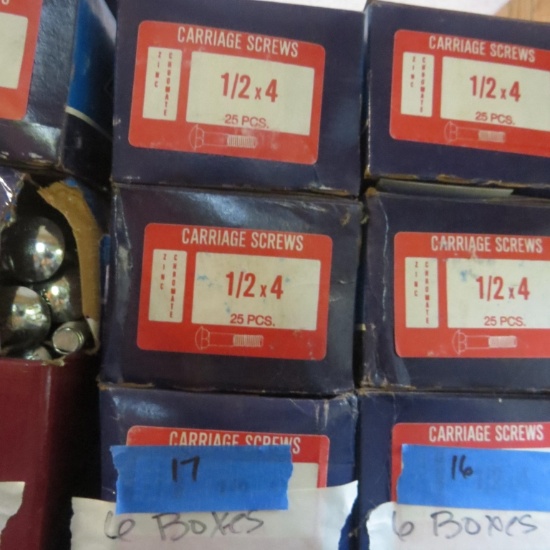 CARRIAGE SCREWS
ZINC
CHROMATE
1/2 x 4
25 PCS.
CARRIAGE SCREWS
ZINC
CHROMATE
1/2 x 4
25 PCS.
CARRIAGE SCREWS
ZINC
CHROMATE
1/2 x 4
25 PCS.
CARRIAGE SCREWS
ZINC
CHROMATE
1/2 x 4
25 PCS.
CARRIAGE SCREWS
17
6 Boxes
CARRIAGE SCREWS
16
6 Boxes